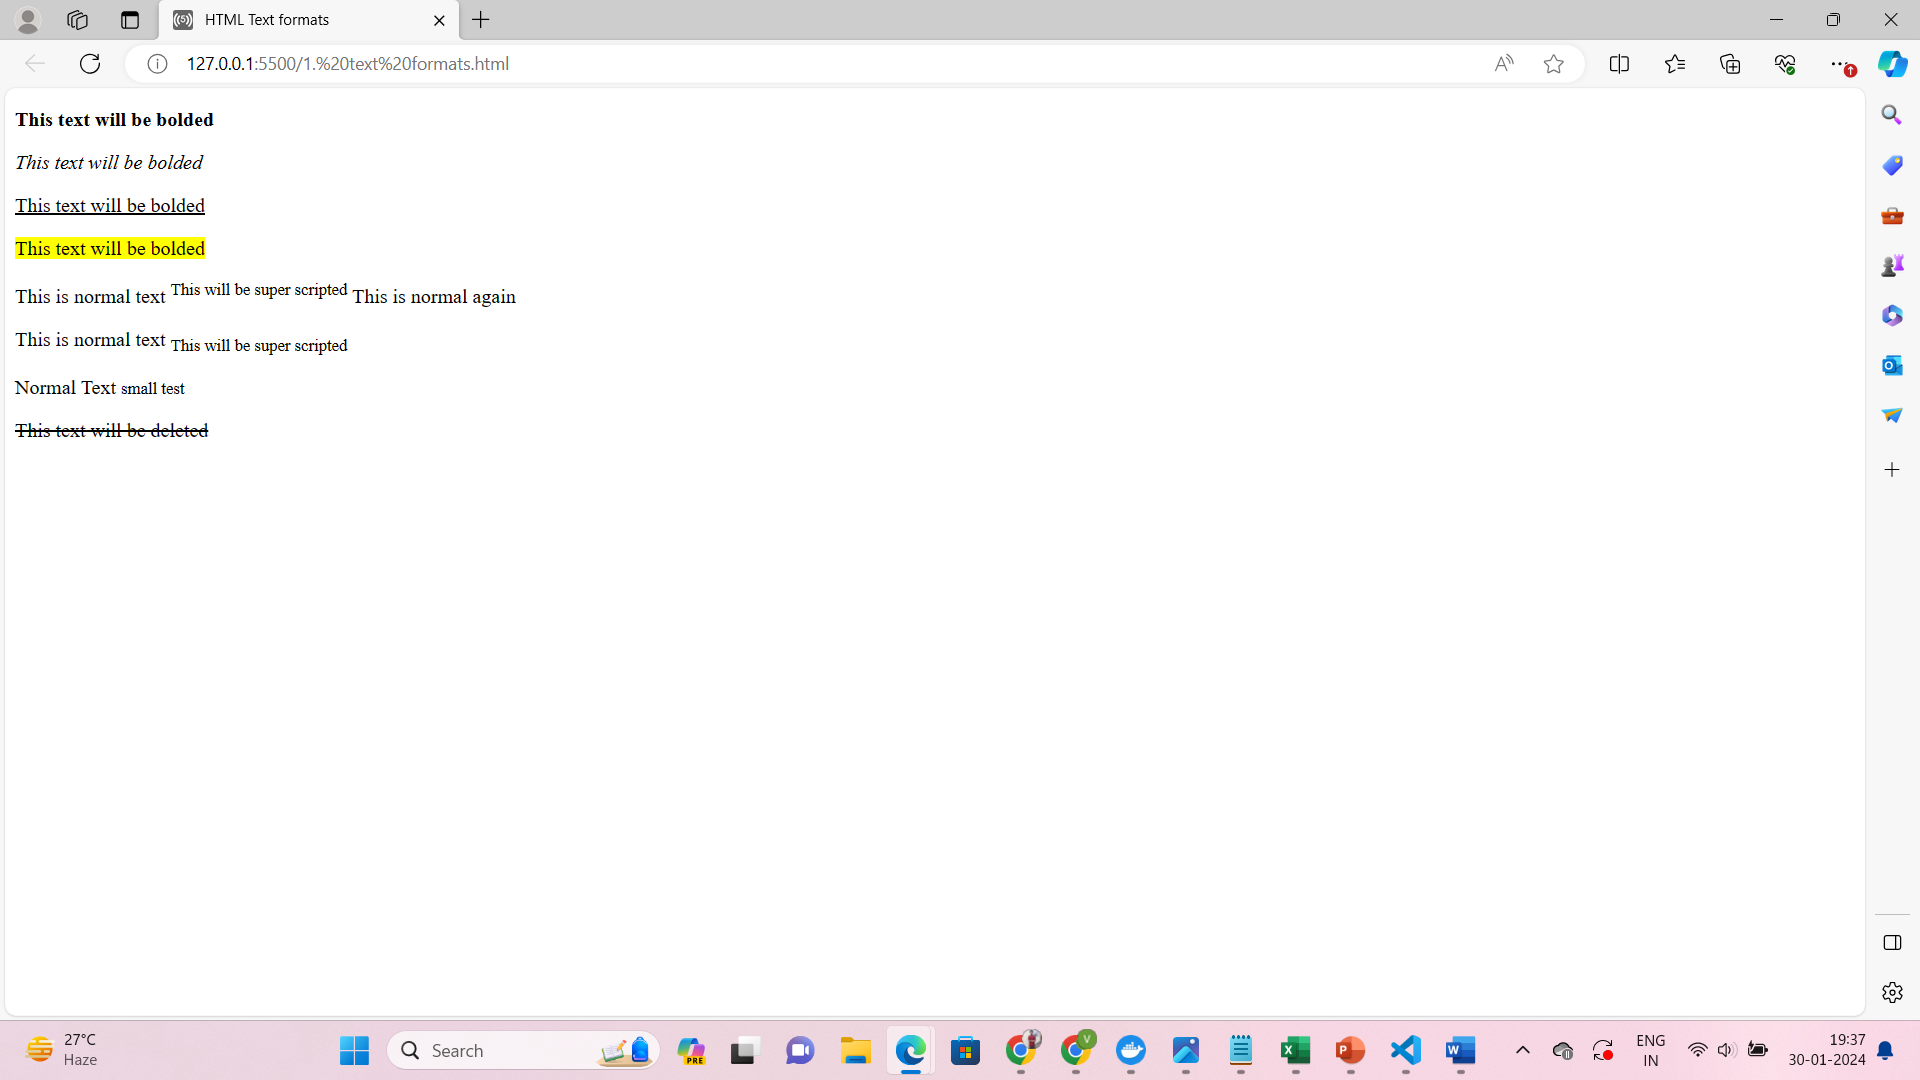 HTML Text formats
127.0.0.1:5500/1.%20text%20formats.html
This text will be bolded
This text will be bolded
This text will be bolded
This text will be bolded
This is normal text This will be super scripted This is normal again
This is normal text This will be super scripted
Normal Text small test
This text will be deleted
27°C
Haze
Search
PRE
V
ENG
IN
19:37
30-01-2024